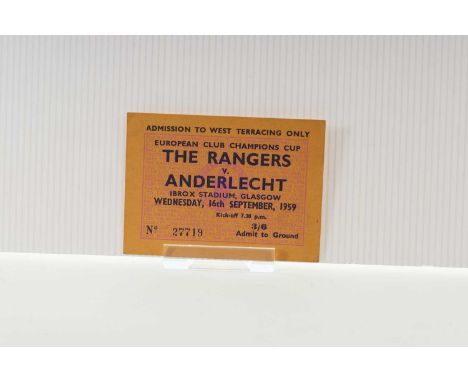 ADMISSION TO WEST TERRACING ONLY
EUROPEAN CLUB CHAMPIONS CUP
THE RANGERS
v.
ANDERLECHT
IBROX STADIUM, GLASGOW
WEDNESDAY, 16th SEPTEMBER, 1959
Kick-off 7.30 p.m.
3/6
Nº 27719 Admit to Ground